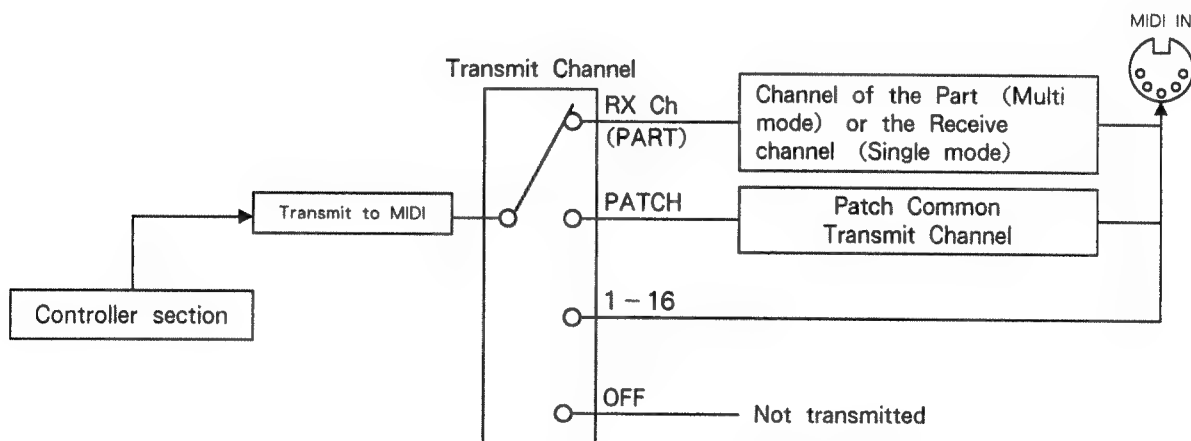 MIDI IN
Transmit Channel
RX Ch
(PART)
Channel of the Part (Multi
mode) or the Receive
channel (Single mode)
Transmit to MIDI
PATCH
Patch Common
Transmit Channel
Controller section
1 – 16
OFF
Not transmitted